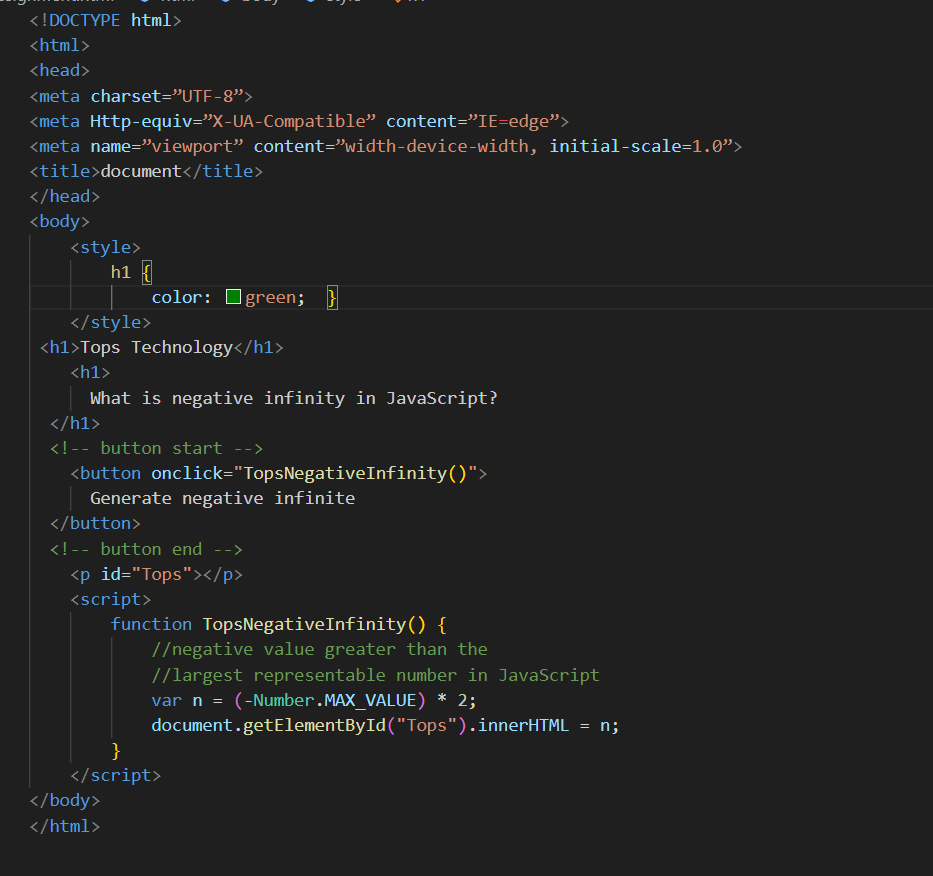 <!DOCTYPE html>
<html>
<head>
<meta charset=”UTF-8”>
<meta Http-equiv=”X-UA-Compatible” content=”IE=edge”>
<meta name=”viewport” content=”width-device-width, initial-scale=1.0”>
<title>document</title>
</head>
<body>
    <style>
        h1 {
            color: green;  }
    </style>
 <h1>Tops Technology</h1>
    <h1>
      What is negative infinity in JavaScript?
  </h1>
  <!-- button start -->
    <button onclick="TopsNegativeInfinity()">
      Generate negative infinite
  </button>
  <!-- button end -->
    <p id="Tops"></p>
    <script>
        function TopsNegativeInfinity() {
            //negative value greater than the
            //largest representable number in JavaScript
            var n = (-Number.MAX_VALUE) * 2;
            document.getElementById("Tops").innerHTML = n;
        }
    </script>
</body>
</html>